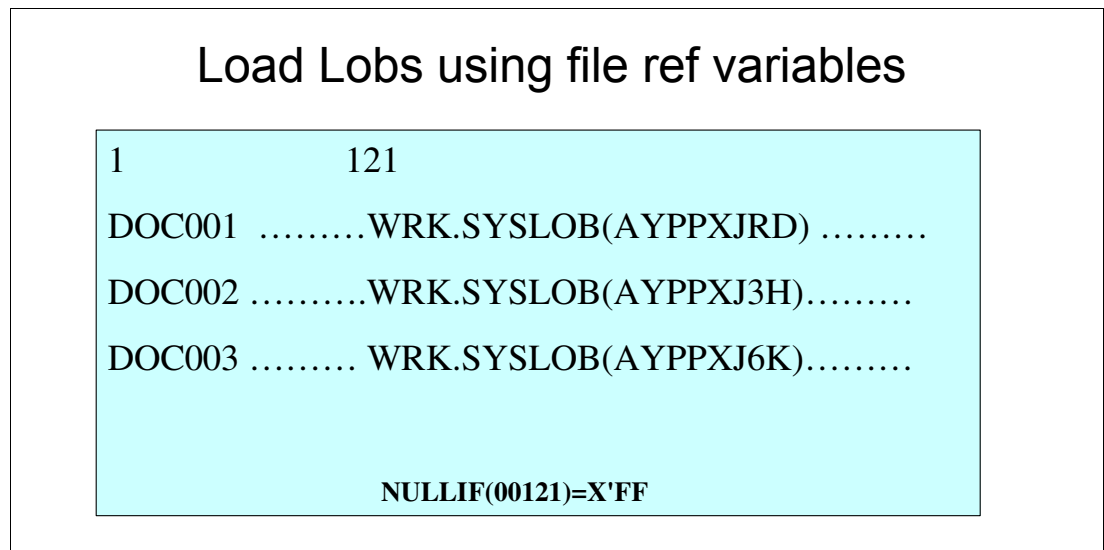 Load Lobs using file ref variables
1 121
DOC001 ………WRK.SYSLOB(AYPPXJRD) ………
DOC002 ……….WRK.SYSLOB(AYPPXJ3H)………
DOC003 ……… WRK.SYSLOB(AYPPXJ6K)………
NULLIF(00121)=X'FF